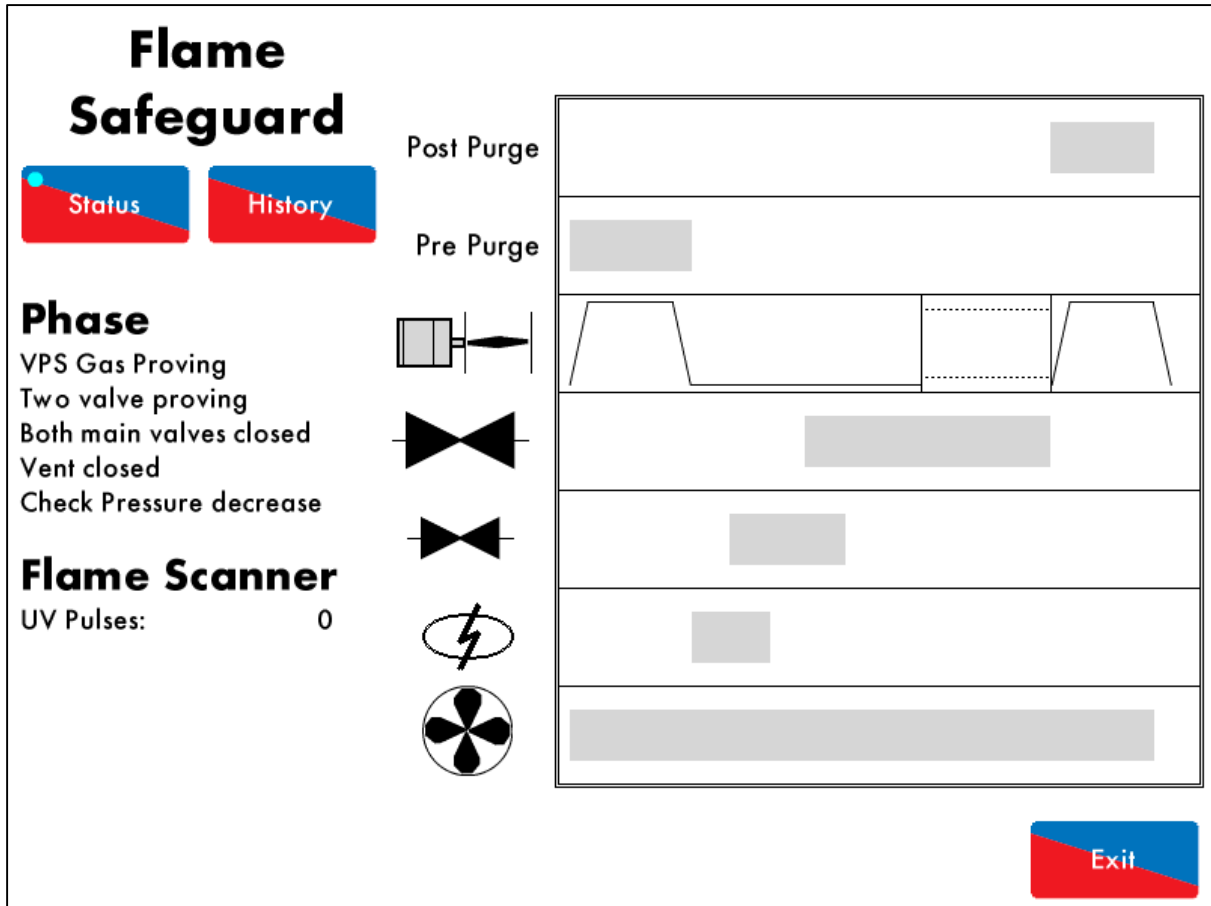 Flame
Safeguard
Status
History
Phase
VPS Gas Proving
Two valve proving
Both main valves closed
Vent closed
Check Pressure decrease
Flame Scanner
UV Pulses: 0
Post Purge
Pre Purge
Exit